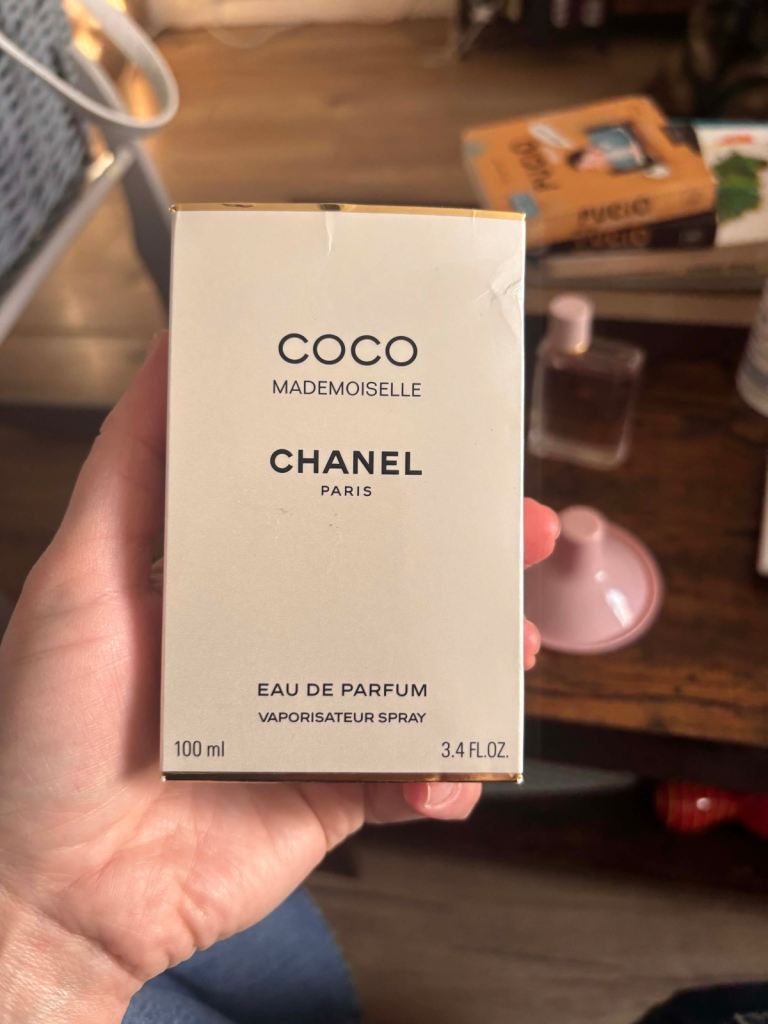 COCO
MADEMOISELLE
CHANEL
PARIS
EAU DE PARFUM
VAPORISATEUR SPRAY
100 ml
3.4 FL.OZ.